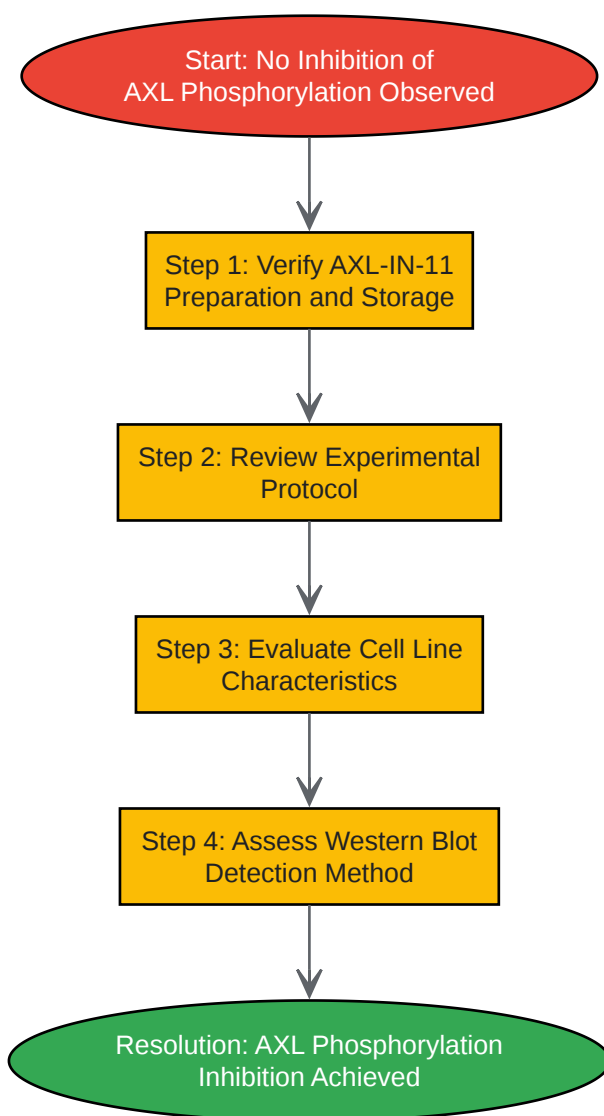 Start: No Inhibition of
AXL Phosphorylation Observed
Step 1: Verify AXL-IN-11
Preparation and Storage
Step 2: Review Experimental
Protocol
Step 3: Evaluate Cell Line
Characteristics
Step 4: Assess Western Blot
Detection Method
Resolution: AXL Phosphorylation
Inhibition Achieved